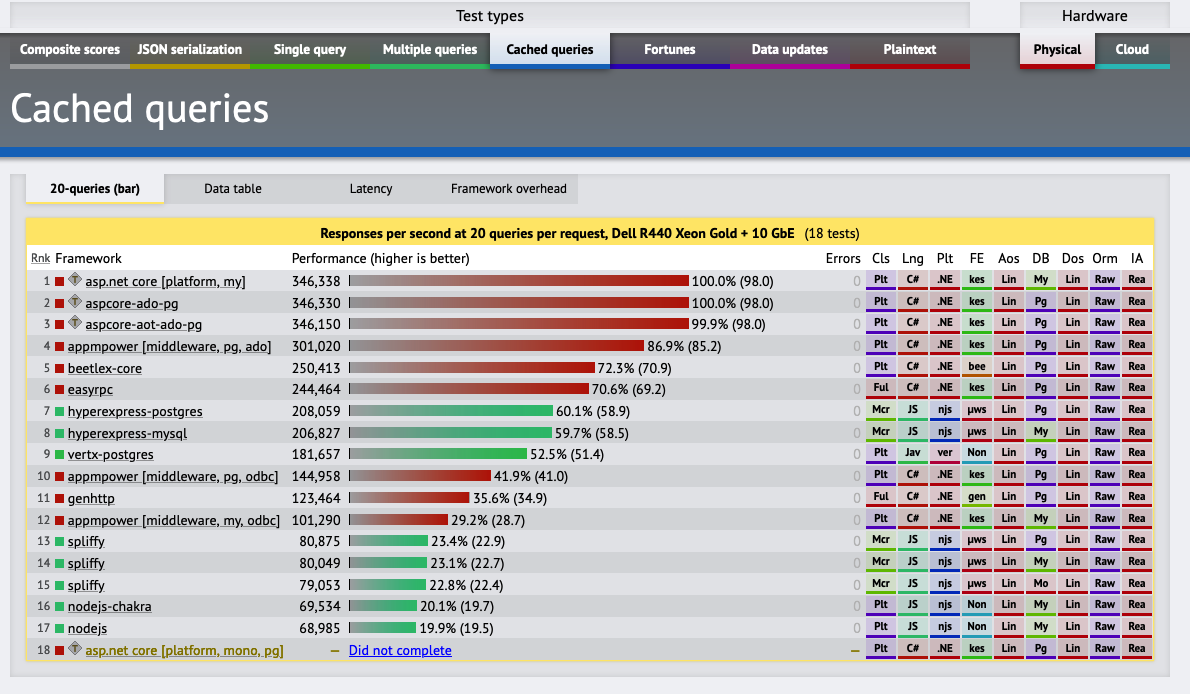 Test types Hardware
Composite scores JSON serialization Single query Multiple queries Cached queries Fortunes Data updates Plaintext Physical Cloud
Cached queries
20-queries (bar) Data table Latency Framework overhead
Responses per second at 20 queries per request, Dell R440 Xeon Gold + 10 GbE (18 tests)
Rnk Framework Performance (higher is better) Errors Cls Lng Plt FE Aos DB Dos Orm IA
1 T asp.net core [platform, my] 346,338 100.0% (98.0) 0 Plt C# .NE kes Lin My Lin Raw Rea
2 T aspcore-ado-pg 346,330 100.0% (98.0) 0 Plt C# .NE kes Lin Pg Lin Raw Rea
3 T aspcore-aot-ado-pg 346,150 99.9% (98.0) 0 Plt C# .NE kes Lin Pg Lin Raw Rea
4 appmpower [middleware, pg, ado] 301,020 86.9% (85.2) 0 Plt C# .NE kes Lin Pg Lin Raw Rea
5 beetlex-core 250,413 72.3% (70.9) 0 Plt C# .NE bee Lin Pg Lin Raw Rea
6 easyrpc 244,464 70.6% (69.2) 0 Ful C# .NE kes Lin Pg Lin Raw Rea
7 hyperexpress-postgres 208,059 60.1% (58.9) 0 Mcr JS njs μws Lin Pg Lin Raw Rea
8 hyperexpress-mysql 206,827 59.7% (58.5) 0 Mcr JS njs μws Lin My Lin Raw Rea
9 vertx-postgres 181,657 52.5% (51.4) 0 Plt Jav ver Non Lin Pg Lin Raw Rea
10 appmpower [middleware, pg, odbc] 144,958 41.9% (41.0) 0 Plt C# .NE kes Lin Pg Lin Raw Rea
11 genhttp 123,464 35.6% (34.9) 0 Ful C# .NE gen Lin Pg Lin Raw Rea
12 appmpower [middleware, my, odbc] 101,290 29.2% (28.7) 0 Plt C# .NE kes Lin My Lin Raw Rea
13 spliffy 80,875 23.4% (22.9) 0 Mcr JS njs μws Lin Pg Lin Raw Rea
14 spliffy 80,049 23.1% (22.7) 0 Mcr JS njs μws Lin My Lin Raw Rea
15 spliffy 79,053 22.8% (22.4) 0 Mcr JS njs μws Lin Mo Lin Raw Rea
16 nodejs-chakra 69,534 20.1% (19.7) 0 Plt JS njs Non Lin My Lin Raw Rea
17 nodejs 68,985 19.9% (19.5) 0 Plt JS njs Non Lin My Lin Raw Rea
18 T asp.net core [platform, mono, pg] – Did not complete – Plt C# .NE kes Lin Pg Lin Raw Rea